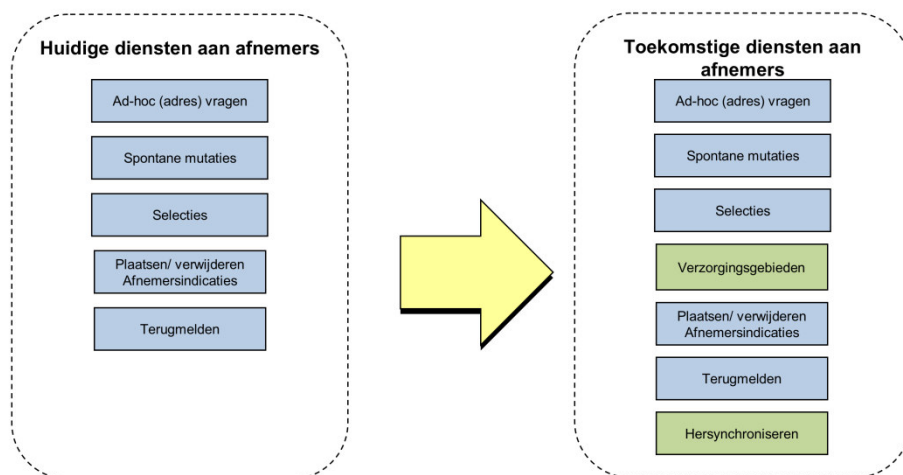 Huidige diensten aan afnemers
Ad-hoc (adres) vragen
Spontane mutaties
Selecties
Plaatsen/ verwijderen
Afnemersindicaties
Terugmelden
Toekomstige diensten aan
afnemers
Ad-hoc (adres) vragen
Spontane mutaties
Selecties
Verzorgingsgebieden
Plaatsen/ verwijderen
Afnemersindicaties
Terugmelden
Hersynchroniseren